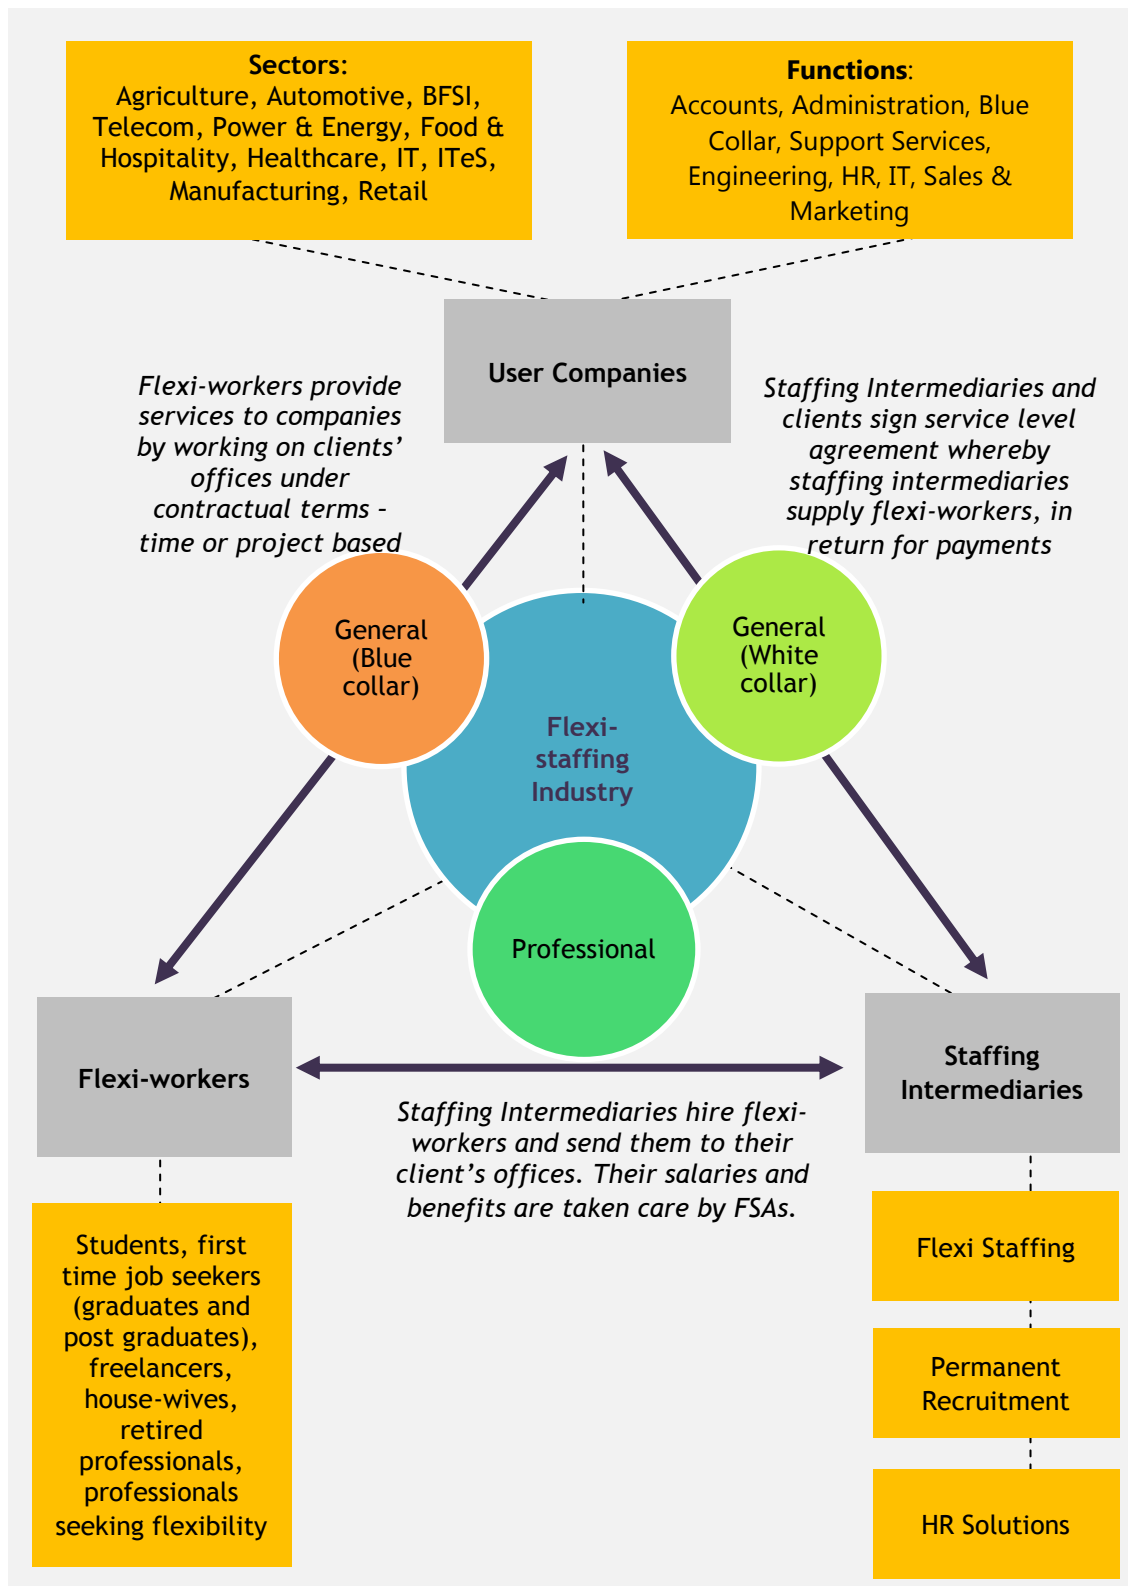 Sectors:
Agriculture, Automotive, BFSI,
Telecom, Power & Energy, Food &
Hospitality, Healthcare, IT, ITeS,
Manufacturing, Retail
Functions:
Accounts, Administration, Blue
Collar, Support Services,
Engineering, HR, IT, Sales &
Marketing
User Companies
Flexi-workers provide
services to companies
by working on clients’
offices under
contractual terms –
time or project based
Staffing Intermediaries and
clients sign service level
agreement whereby
staffing intermediaries
supply flexi-workers, in
return for payments
General
(Blue
collar)
General
(White
collar)
Flexi-
staffing
Industry
Professional
Flexi-workers
Staffing
Intermediaries
Staffing Intermediaries hire flexi-
workers and send them to their
client’s offices. Their salaries and
benefits are taken care by FSAs.
Students, first
time job seekers
(graduates and
post graduates),
freelancers,
house-wives,
retired
professionals,
professionals
seeking flexibility
Flexi Staffing
Permanent
Recruitment
HR Solutions